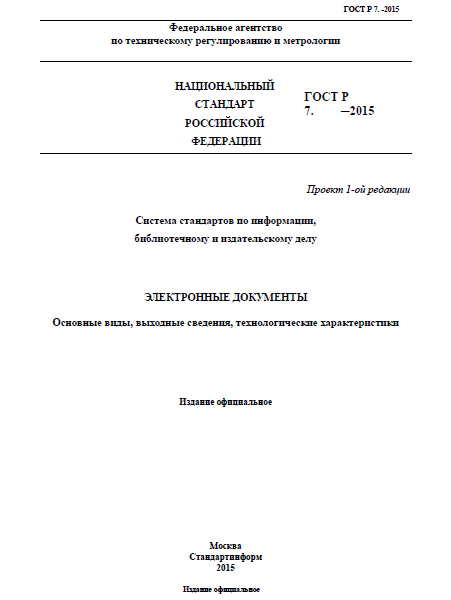 ГОСТ Р 7. -2015
Федеральное агентство
по техническому регулированию и метрологии
НАЦИОНАЛЬНЫЙ
СТАНДАРТ
РОССИЙСКОЙ
ФЕДЕРАЦИИ
ГОСТ Р
7. —2015
Проект 1-ой редакции
Система стандартов по информации,
библиотечному и издательскому делу
ЭЛЕКТРОННЫЕ ДОКУМЕНТЫ
Основные виды, выходные сведения, технологические характеристики
Издание официальное
Москва
Стандартинформ
2015
Издание официальное